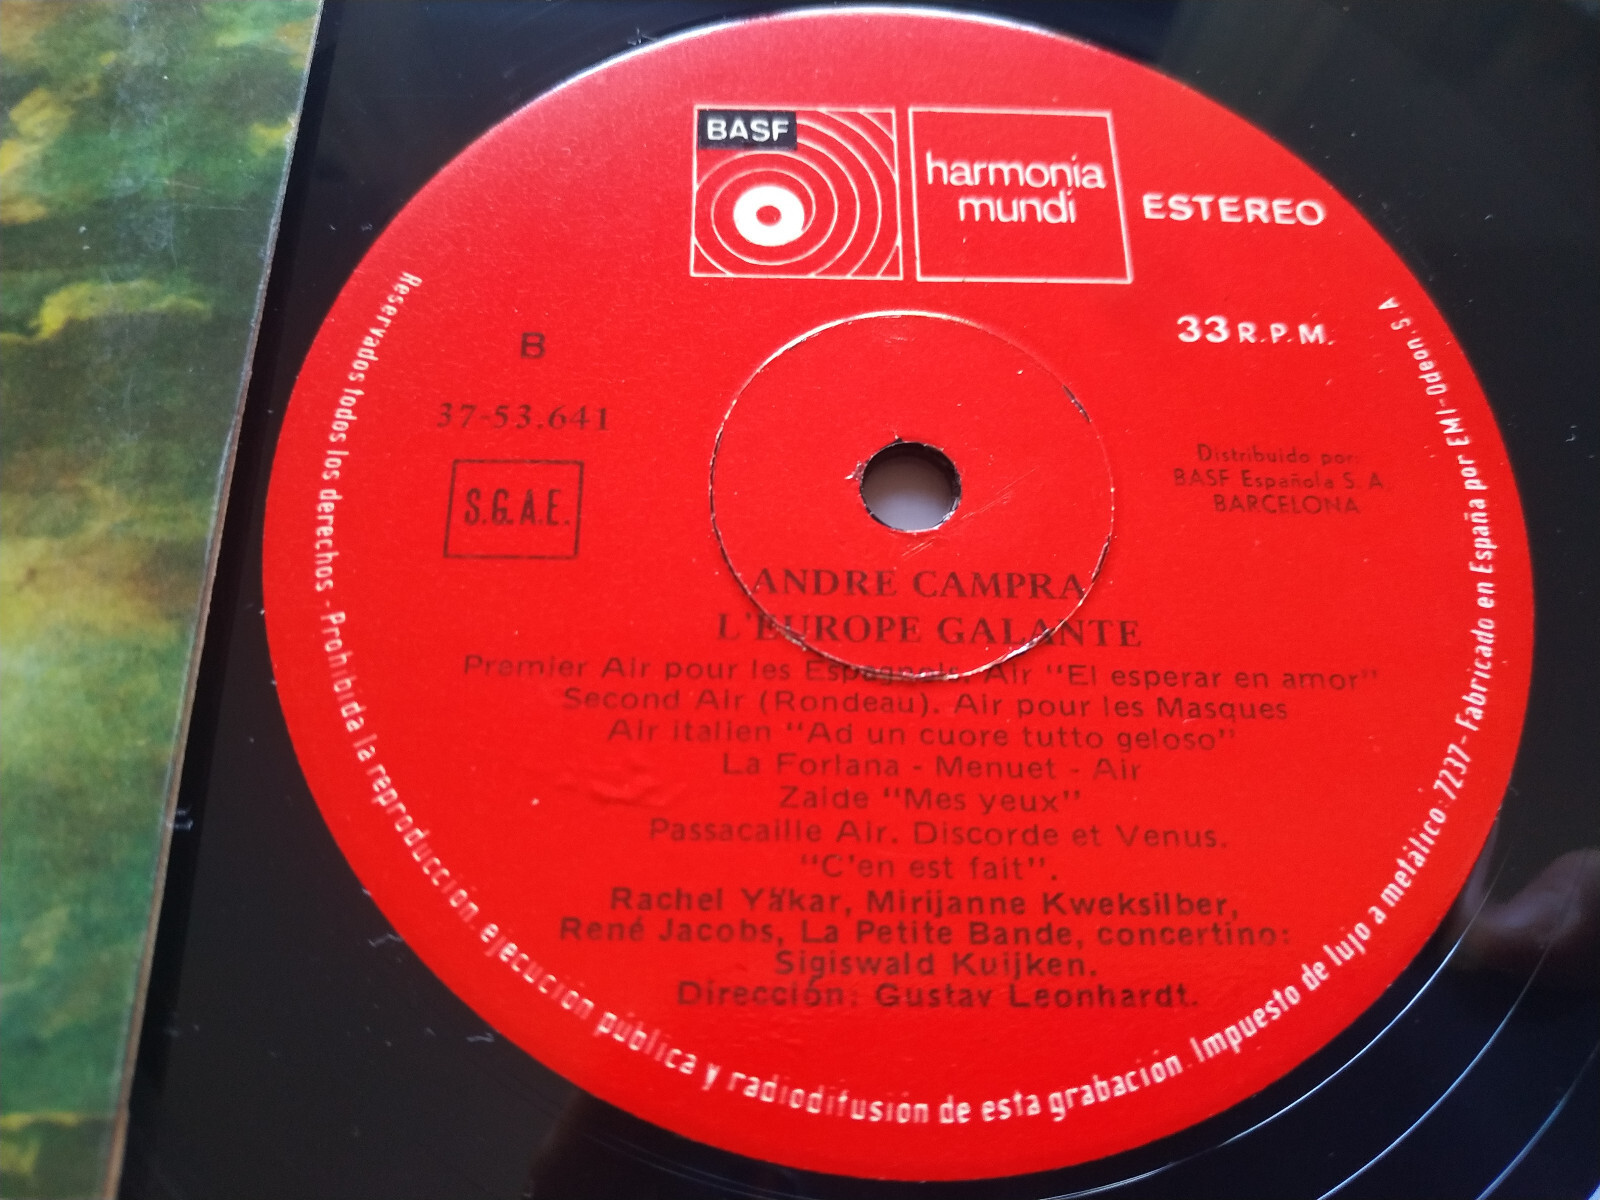 BASF
harmonia
mundi
ESTEREO
33 R.P.M.
B
37-53.641
S.G.A.E.
Distribuido por:
BASF Española S.A.
BARCELONA
ANDRE CAMPRA
L'EUROPE GALANTE
Premier Air pour les Espagnols. Air "El esperar en amor"
Second Air (Rondeau). Air pour les Masques
Air italien "Ad un cuore tutto geloso"
La Forlana - Menuet - Air
Zaide "Mes yeux"
Passacaille Air. Discorde et Venus.
"C'en est fait".
Rachel Yäkar, Mirijanne Kweksilber,
René Jacobs, La Petite Bande, concertino:
Sigiswald Kuijken.
Dirección: Gustav Leonhardt.
Reservados todos los derechos - Prohibida la reproducción, ejecución pública y radiodifusión de esta grabación. Impuesto de lujo a metálico: 7237 - Fabricado en España por EMI-Odeon. S.A